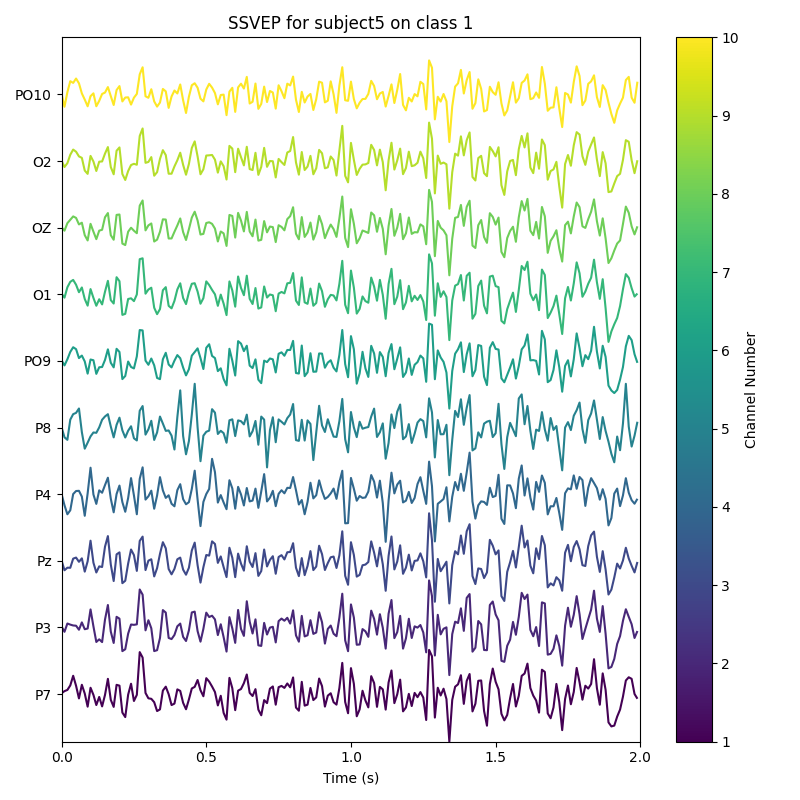 SSVEP for subject5 on class 1
PO10
O2
OZ
O1
PO9
P8
P4
Pz
P3
P7
0.0
0.5
1.0
1.5
2.0
Time (s)
10
9
8
7
6
5
4
3
2
1
Channel Number